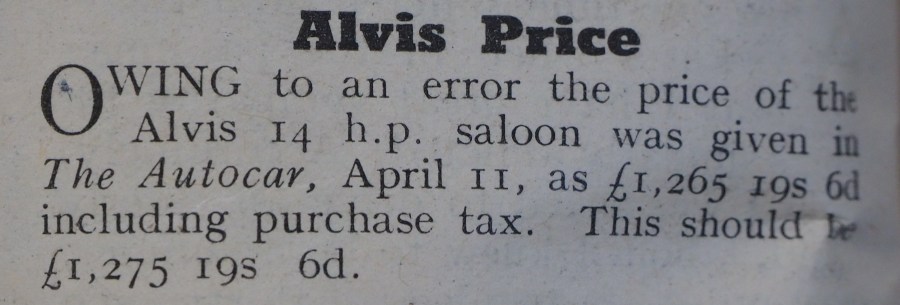 Alvis Price
OWING to an error the price of the
Alvis 14 h.p. saloon was given in
The Autocar, April 11, as £1,265 19s 6d
including purchase tax. This should be
£1,275 19s 6d.